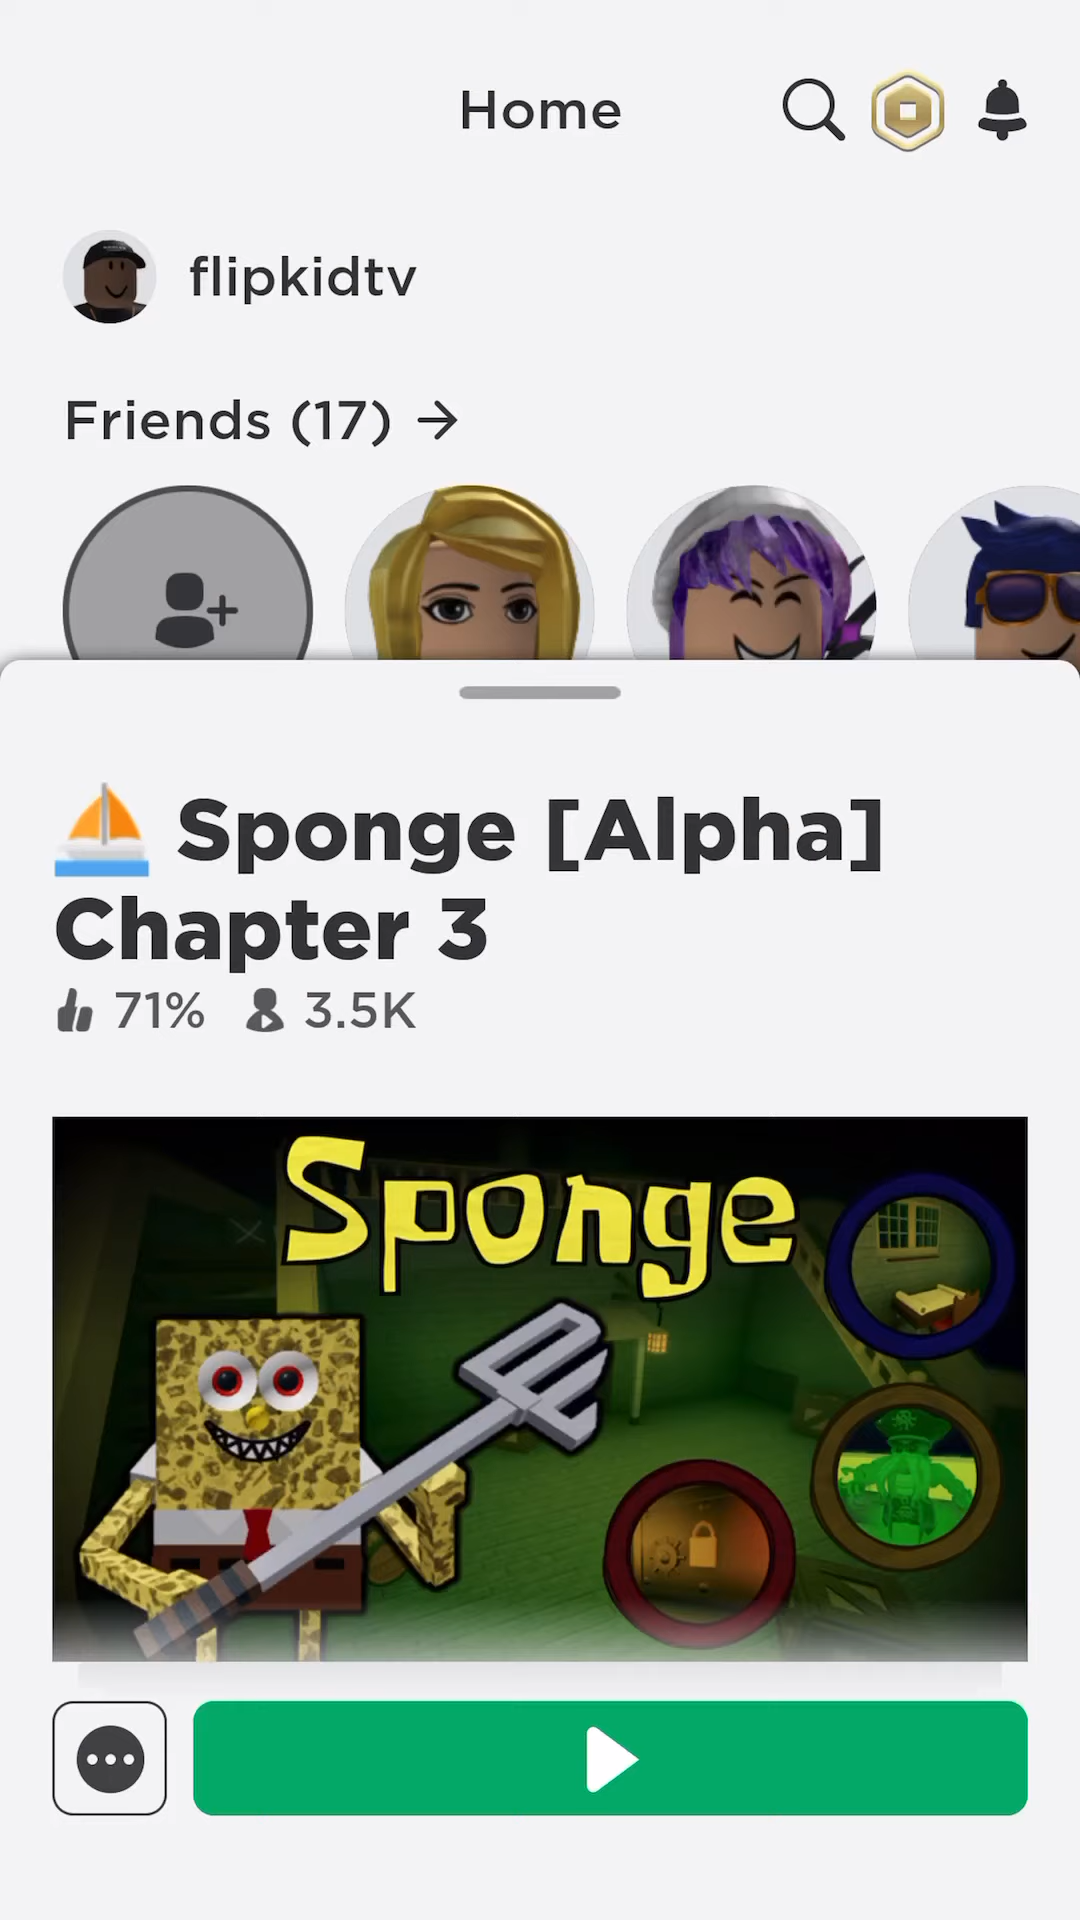 Home
flipkidtv
Friends (17) →
⛵ Sponge [Alpha]
Chapter 3
71% 3.5K
Sponge